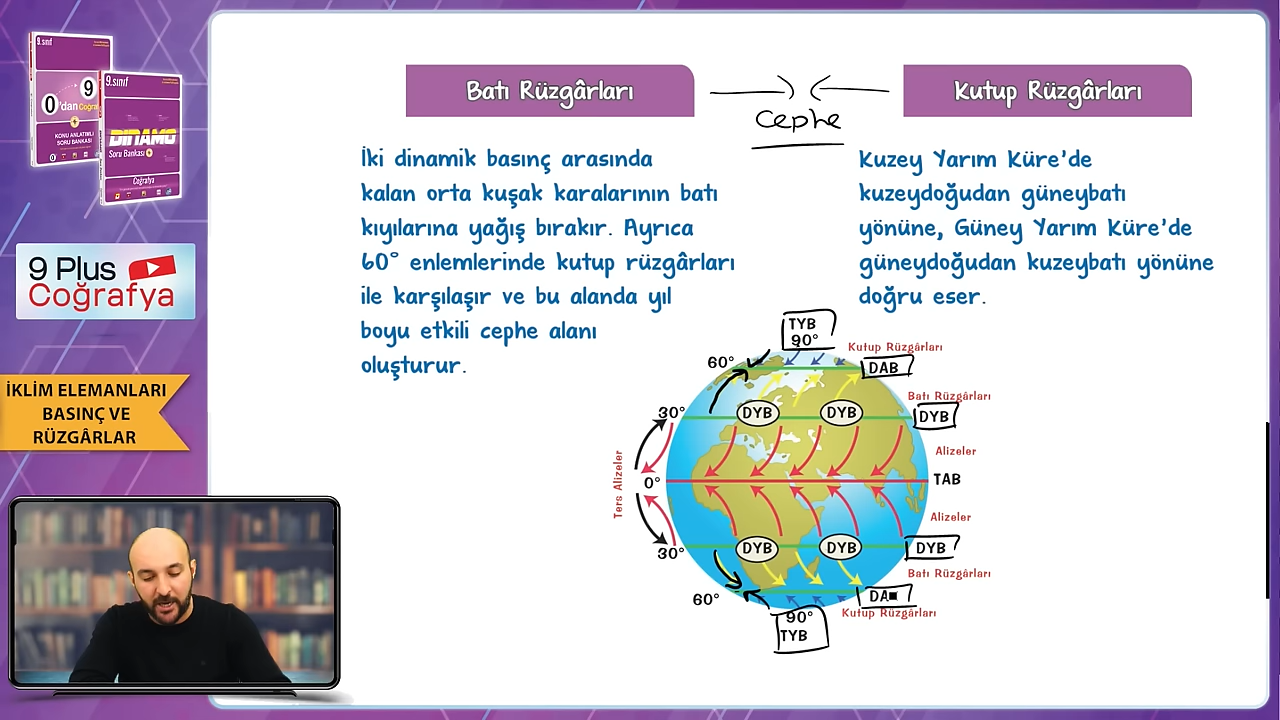 9.sınıf
9
0'dan
KONU ANLATIMLI
SORU BANKASI
9.sınıf
DİNAMO
Soru Bankası
Coğrafya
9 Plus
Coğrafya
İKLİM ELEMANLARI
BASINÇ VE
RÜZGÂRLAR
Batı Rüzgârları
cephe
Kutup Rüzgârları
İki dinamik basınç arasında
kalan orta kuşak karalarının batı
kıyılarına yağış bırakır. Ayrıca
60° enlemlerinde kutup rüzgârları
ile karşılaşır ve bu alanda yıl
boyu etkili cephe alanı
oluşturur.
Kuzey Yarım Küre'de
kuzeydoğudan güneybatı
yönüne, Güney Yarım Küre'de
güneydoğudan kuzeybatı yönüne
doğru eser.
TYB
90°
Kutup Rüzgârları
60°
DAB
Batı Rüzgârları
30°
DYB
DYB
DYB
Alizeler
Ters Alizeler
0°
TAB
Alizeler
30°
DYB
DYB
DYB
Batı Rüzgârları
60°
DA
Kutup Rüzgârları
90°
TYB